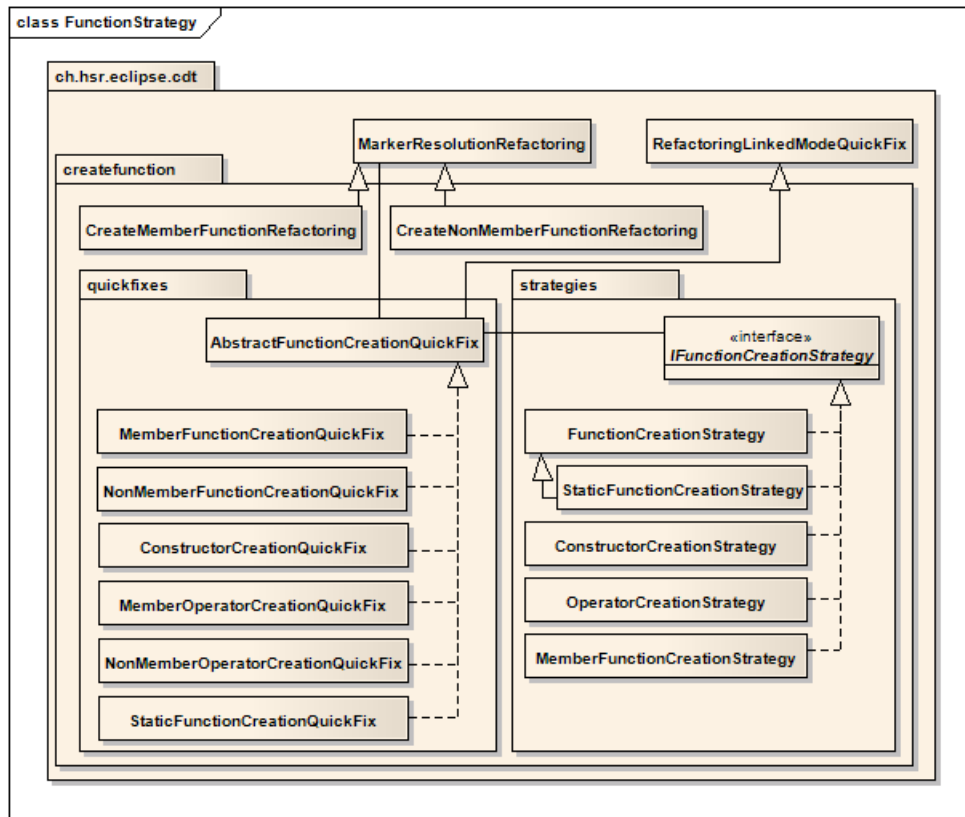 class FunctionStrategy
ch.hsr.eclipse.cdt
MarkerResolutionRefactoring
RefactoringLinkedModeQuickFix
createfunction
CreateMemberFunctionRefactoring
CreateNonMemberFunctionRefactoring
quickfixes
strategies
AbstractFunctionCreationQuickFix
«interface»
IFunctionCreationStrategy
MemberFunctionCreationQuickFix
NonMemberFunctionCreationQuickFix
ConstructorCreationQuickFix
MemberOperatorCreationQuickFix
NonMemberOperatorCreationQuickFix
StaticFunctionCreationQuickFix
FunctionCreationStrategy
StaticFunctionCreationStrategy
ConstructorCreationStrategy
OperatorCreationStrategy
MemberFunctionCreationStrategy